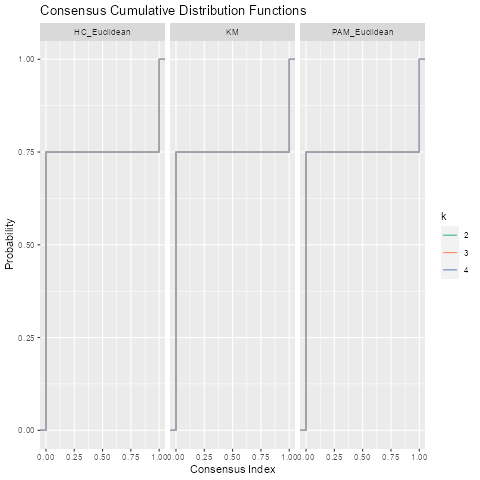 Consensus Cumulative Distribution Functions
HC_Euclidean KM PAM_Euclidean
1.00
0.75
0.50
0.25
0.00
Probability
0.00 0.25 0.50 0.75 1.00 0.00 0.25 0.50 0.75 1.00 0.00 0.25 0.50 0.75 1.00
Consensus Index
k
2
3
4